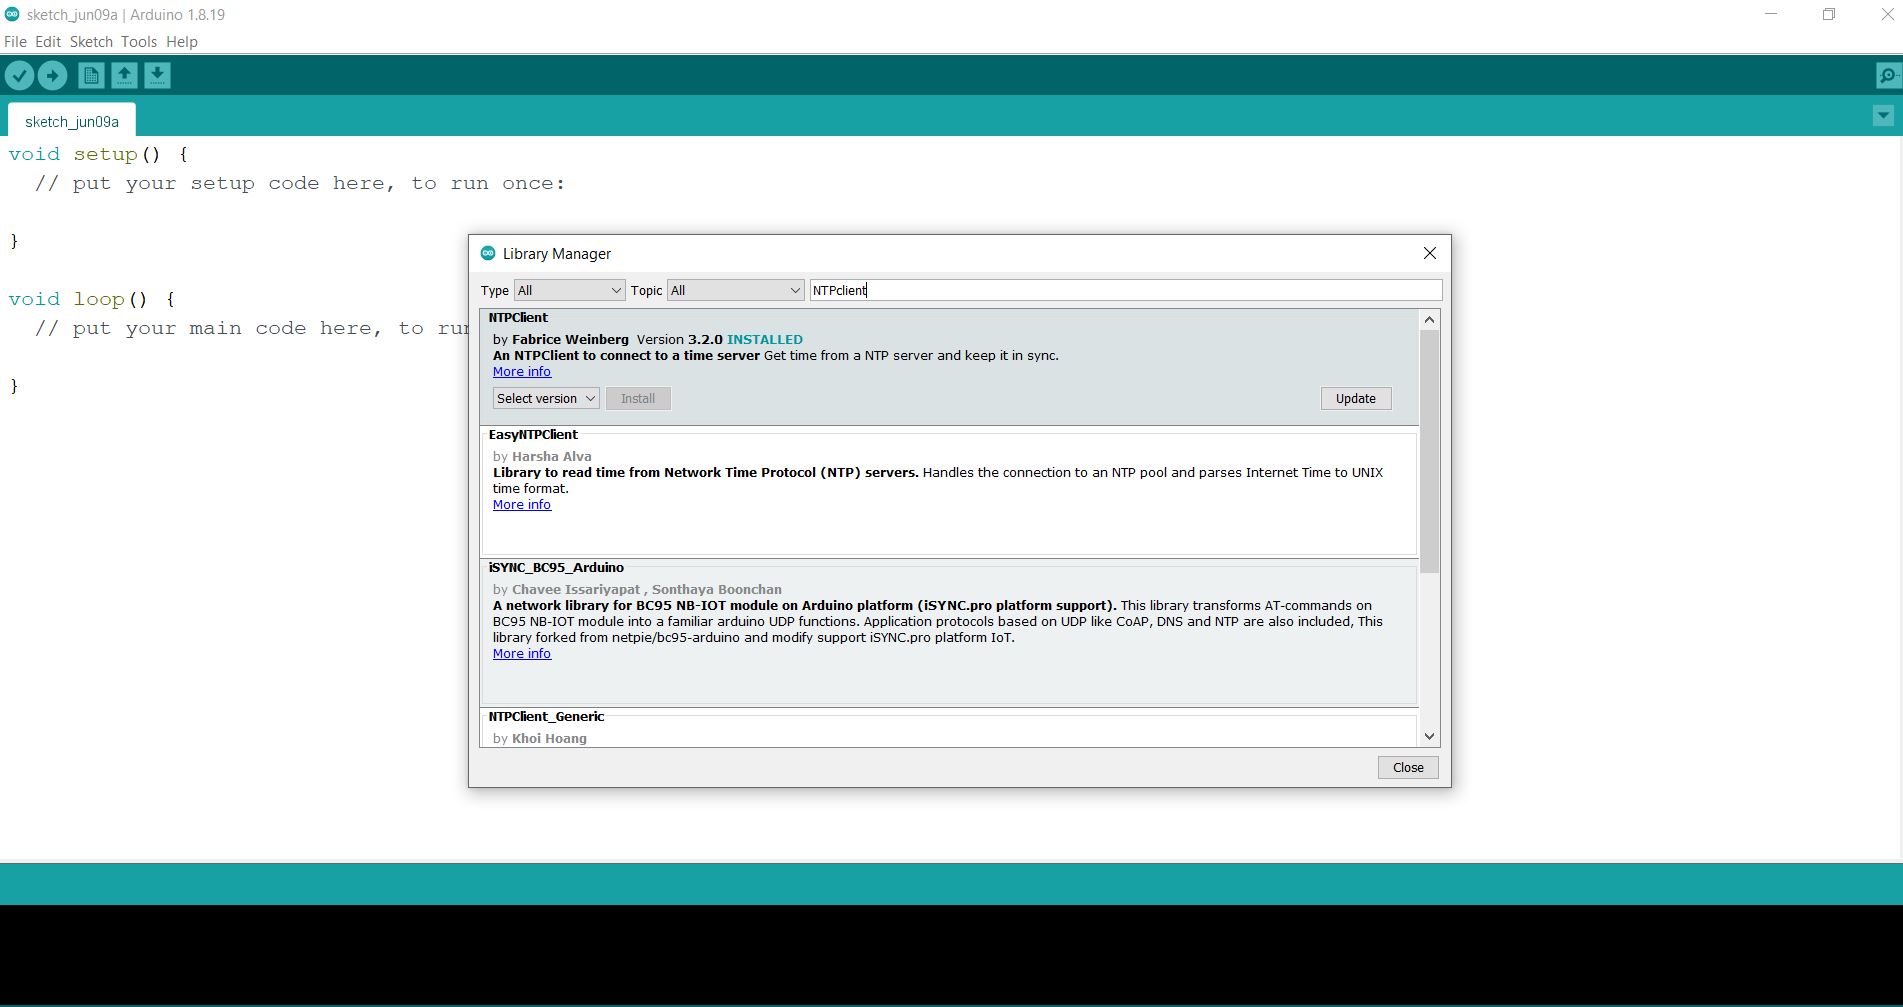 sketch_jun09a | Arduino 1.8.19
File Edit Sketch Tools Help
sketch_jun09a
void setup() {
// put your setup code here, to run once:
}
void loop() {
// put your main code here, to run
}
Library Manager
Type All Topic All NTPclient
NTPClient
by Fabrice Weinberg Version 3.2.0 INSTALLED
An NTPClient to connect to a time server Get time from a NTP server and keep it in sync.
More info
Select version Install Update
EasyNTPClient
by Harsha Alva
Library to read time from Network Time Protocol (NTP) servers. Handles the connection to an NTP pool and parses Internet Time to UNIX
time format.
More info
iSYNC_BC95_Arduino
by Chavee Issariyapat , Sonthaya Boonchan
A network library for BC95 NB-IOT module on Arduino platform (iSYNC.pro platform support). This library transforms AT-commands on
BC95 NB-IOT module into a familiar arduino UDP functions. Application protocols based on UDP like CoAP, DNS and NTP are also included, This
library forked from netpie/bc95-arduino and modify support iSYNC.pro platform IoT.
More info
NTPClient_Generic
by Khoi Hoang
Close